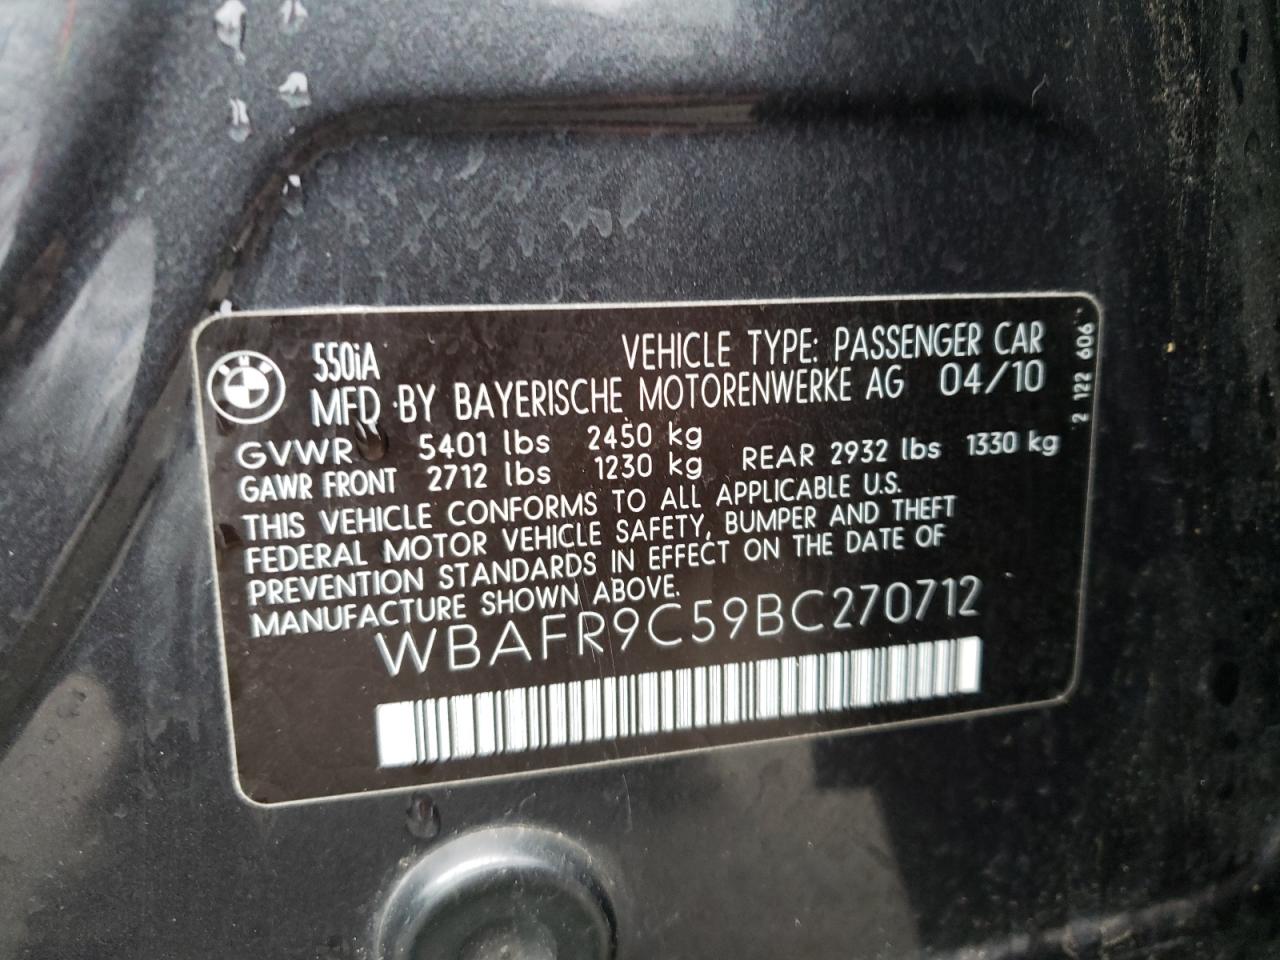 M
550iA VEHICLE TYPE: PASSENGER CAR
MFD BY BAYERISCHE MOTORENWERKE AG 04/10
GVWR 5401 lbs 2450 kg
GAWR FRONT 2712 lbs 1230 kg REAR 2932 lbs 1330 kg
THIS VEHICLE CONFORMS TO ALL APPLICABLE U.S.
FEDERAL MOTOR VEHICLE SAFETY, BUMPER AND THEFT
PREVENTION STANDARDS IN EFFECT ON THE DATE OF
MANUFACTURE SHOWN ABOVE.
WBAFR9C59BC270712
2 122 606